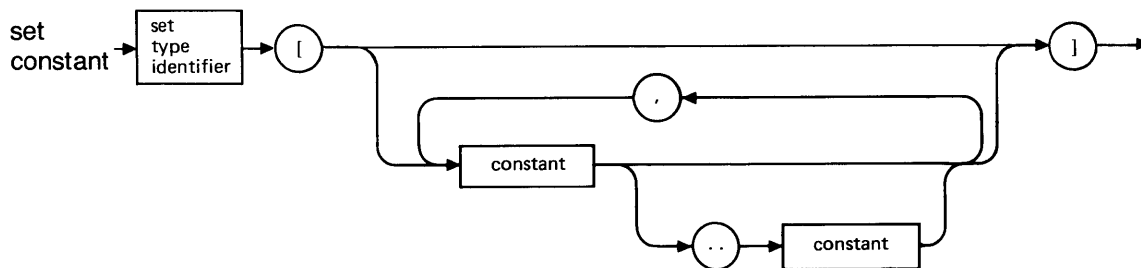 set
constant
set
type
identifier
[
]
,
constant
..
constant